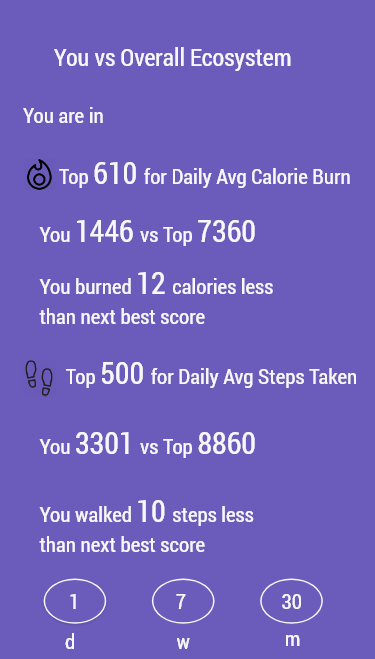 You vs Overall Ecosystem
You are in
Top 610 for Daily Avg Calorie Burn
You 1446 vs Top 7360
You burned 12 calories less
than next best score
Top 500 for Daily Avg Steps Taken
You 3301 vs Top 8860
You walked 10 steps less
than next best score
1 7 30
d w m